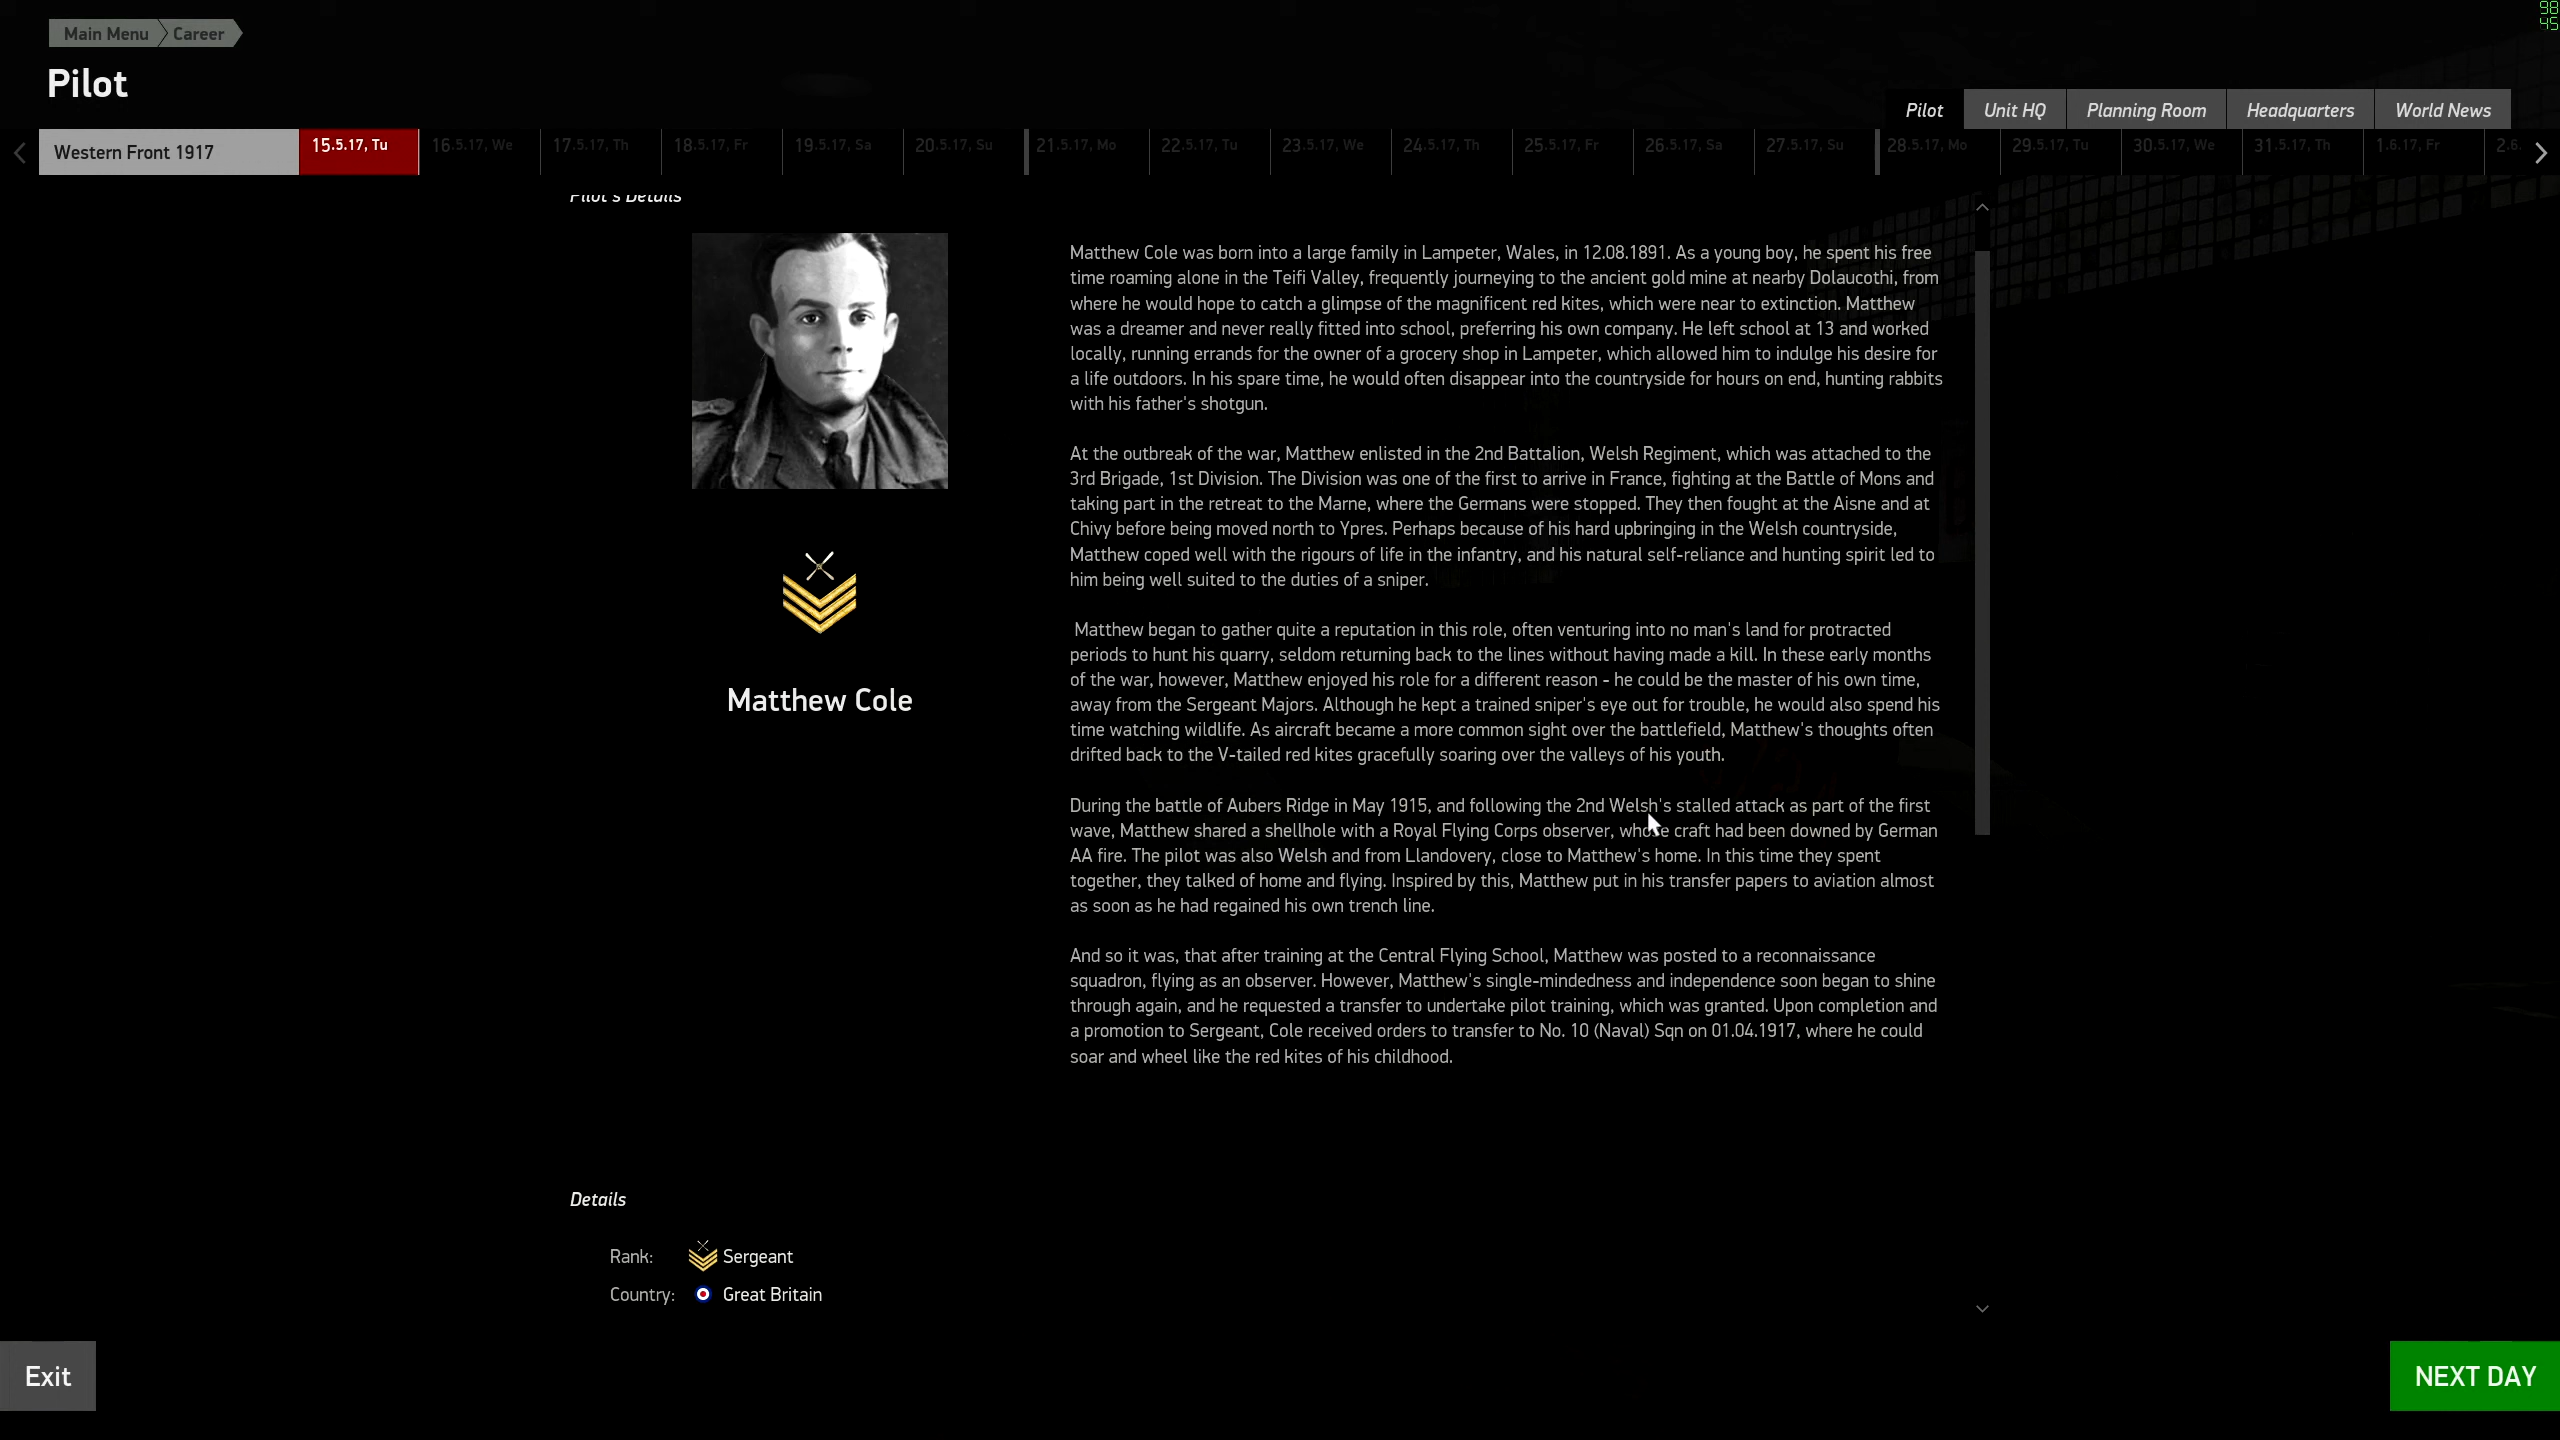 98
45
Main Menu
Career
Pilot
Pilot
Unit HQ
Planning Room
Headquarters
World News
Western Front 1917
15.5.17, Tu
16.5.17, We
17.5.17, Th
18.5.17, Fr
19.5.17, Sa
20.5.17, Su
21.5.17, Mo
22.5.17, Tu
23.5.17, We
24.5.17, Th
25.5.17, Fr
26.5.17, Sa
27.5.17, Su
28.5.17, Mo
29.5.17, Tu
30.5.17, We
31.5.17, Th
1.6.17, Fr
2.6.
Pilot's Details
Matthew Cole was born into a large family in Lampeter, Wales, in 12.08.1891. As a young boy, he spent his free
time roaming alone in the Teifi Valley, frequently journeying to the ancient gold mine at nearby Dolaucothi, from
where he would hope to catch a glimpse of the magnificent red kites, which were near to extinction. Matthew
was a dreamer and never really fitted into school, preferring his own company. He left school at 13 and worked
locally, running errands for the owner of a grocery shop in Lampeter, which allowed him to indulge his desire for
a life outdoors. In his spare time, he would often disappear into the countryside for hours on end, hunting rabbits
with his father's shotgun.
At the outbreak of the war, Matthew enlisted in the 2nd Battalion, Welsh Regiment, which was attached to the
3rd Brigade, 1st Division. The Division was one of the first to arrive in France, fighting at the Battle of Mons and
taking part in the retreat to the Marne, where the Germans were stopped. They then fought at the Aisne and at
Chivy before being moved north to Ypres. Perhaps because of his hard upbringing in the Welsh countryside,
Matthew coped well with the rigours of life in the infantry, and his natural self-reliance and hunting spirit led to
him being well suited to the duties of a sniper.
Matthew began to gather quite a reputation in this role, often venturing into no man's land for protracted
periods to hunt his quarry, seldom returning back to the lines without having made a kill. In these early months
of the war, however, Matthew enjoyed his role for a different reason - he could be the master of his own time,
away from the Sergeant Majors. Although he kept a trained sniper's eye out for trouble, he would also spend his
time watching wildlife. As aircraft became a more common sight over the battlefield, Matthew's thoughts often
drifted back to the V-tailed red kites gracefully soaring over the valleys of his youth.
During the battle of Aubers Ridge in May 1915, and following the 2nd Welsh's stalled attack as part of the first
wave, Matthew shared a shellhole with a Royal Flying Corps observer, whose craft had been downed by German
AA fire. The pilot was also Welsh and from Llandovery, close to Matthew's home. In this time they spent
together, they talked of home and flying. Inspired by this, Matthew put in his transfer papers to aviation almost
as soon as he had regained his own trench line.
And so it was, that after training at the Central Flying School, Matthew was posted to a reconnaissance
squadron, flying as an observer. However, Matthew's single-mindedness and independence soon began to shine
through again, and he requested a transfer to undertake pilot training, which was granted. Upon completion and
a promotion to Sergeant, Cole received orders to transfer to No. 10 (Naval) Sqn on 01.04.1917, where he could
soar and wheel like the red kites of his childhood.
Matthew Cole
Details
Rank: Sergeant
Country: Great Britain
Exit
NEXT DAY